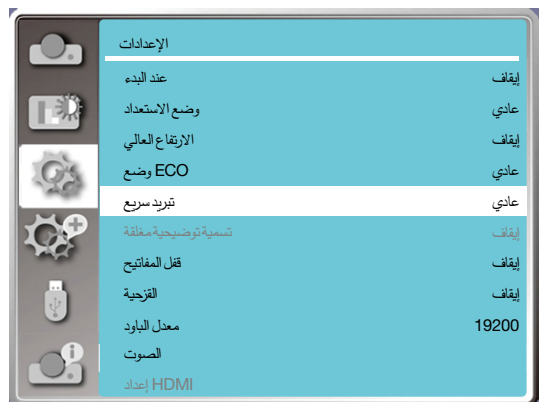 الإعدادات
عند البدء إيقاف
وضع الاستعداد عادي
الارتفاع العالي إيقاف
وضع ECO عادي
تبريد سريع عادي
تسمية توضيحية مغلقة إيقاف
قفل المفاتيح إيقاف
القزحية إيقاف
معدل الباود 19200
الصوت
إعداد HDMI